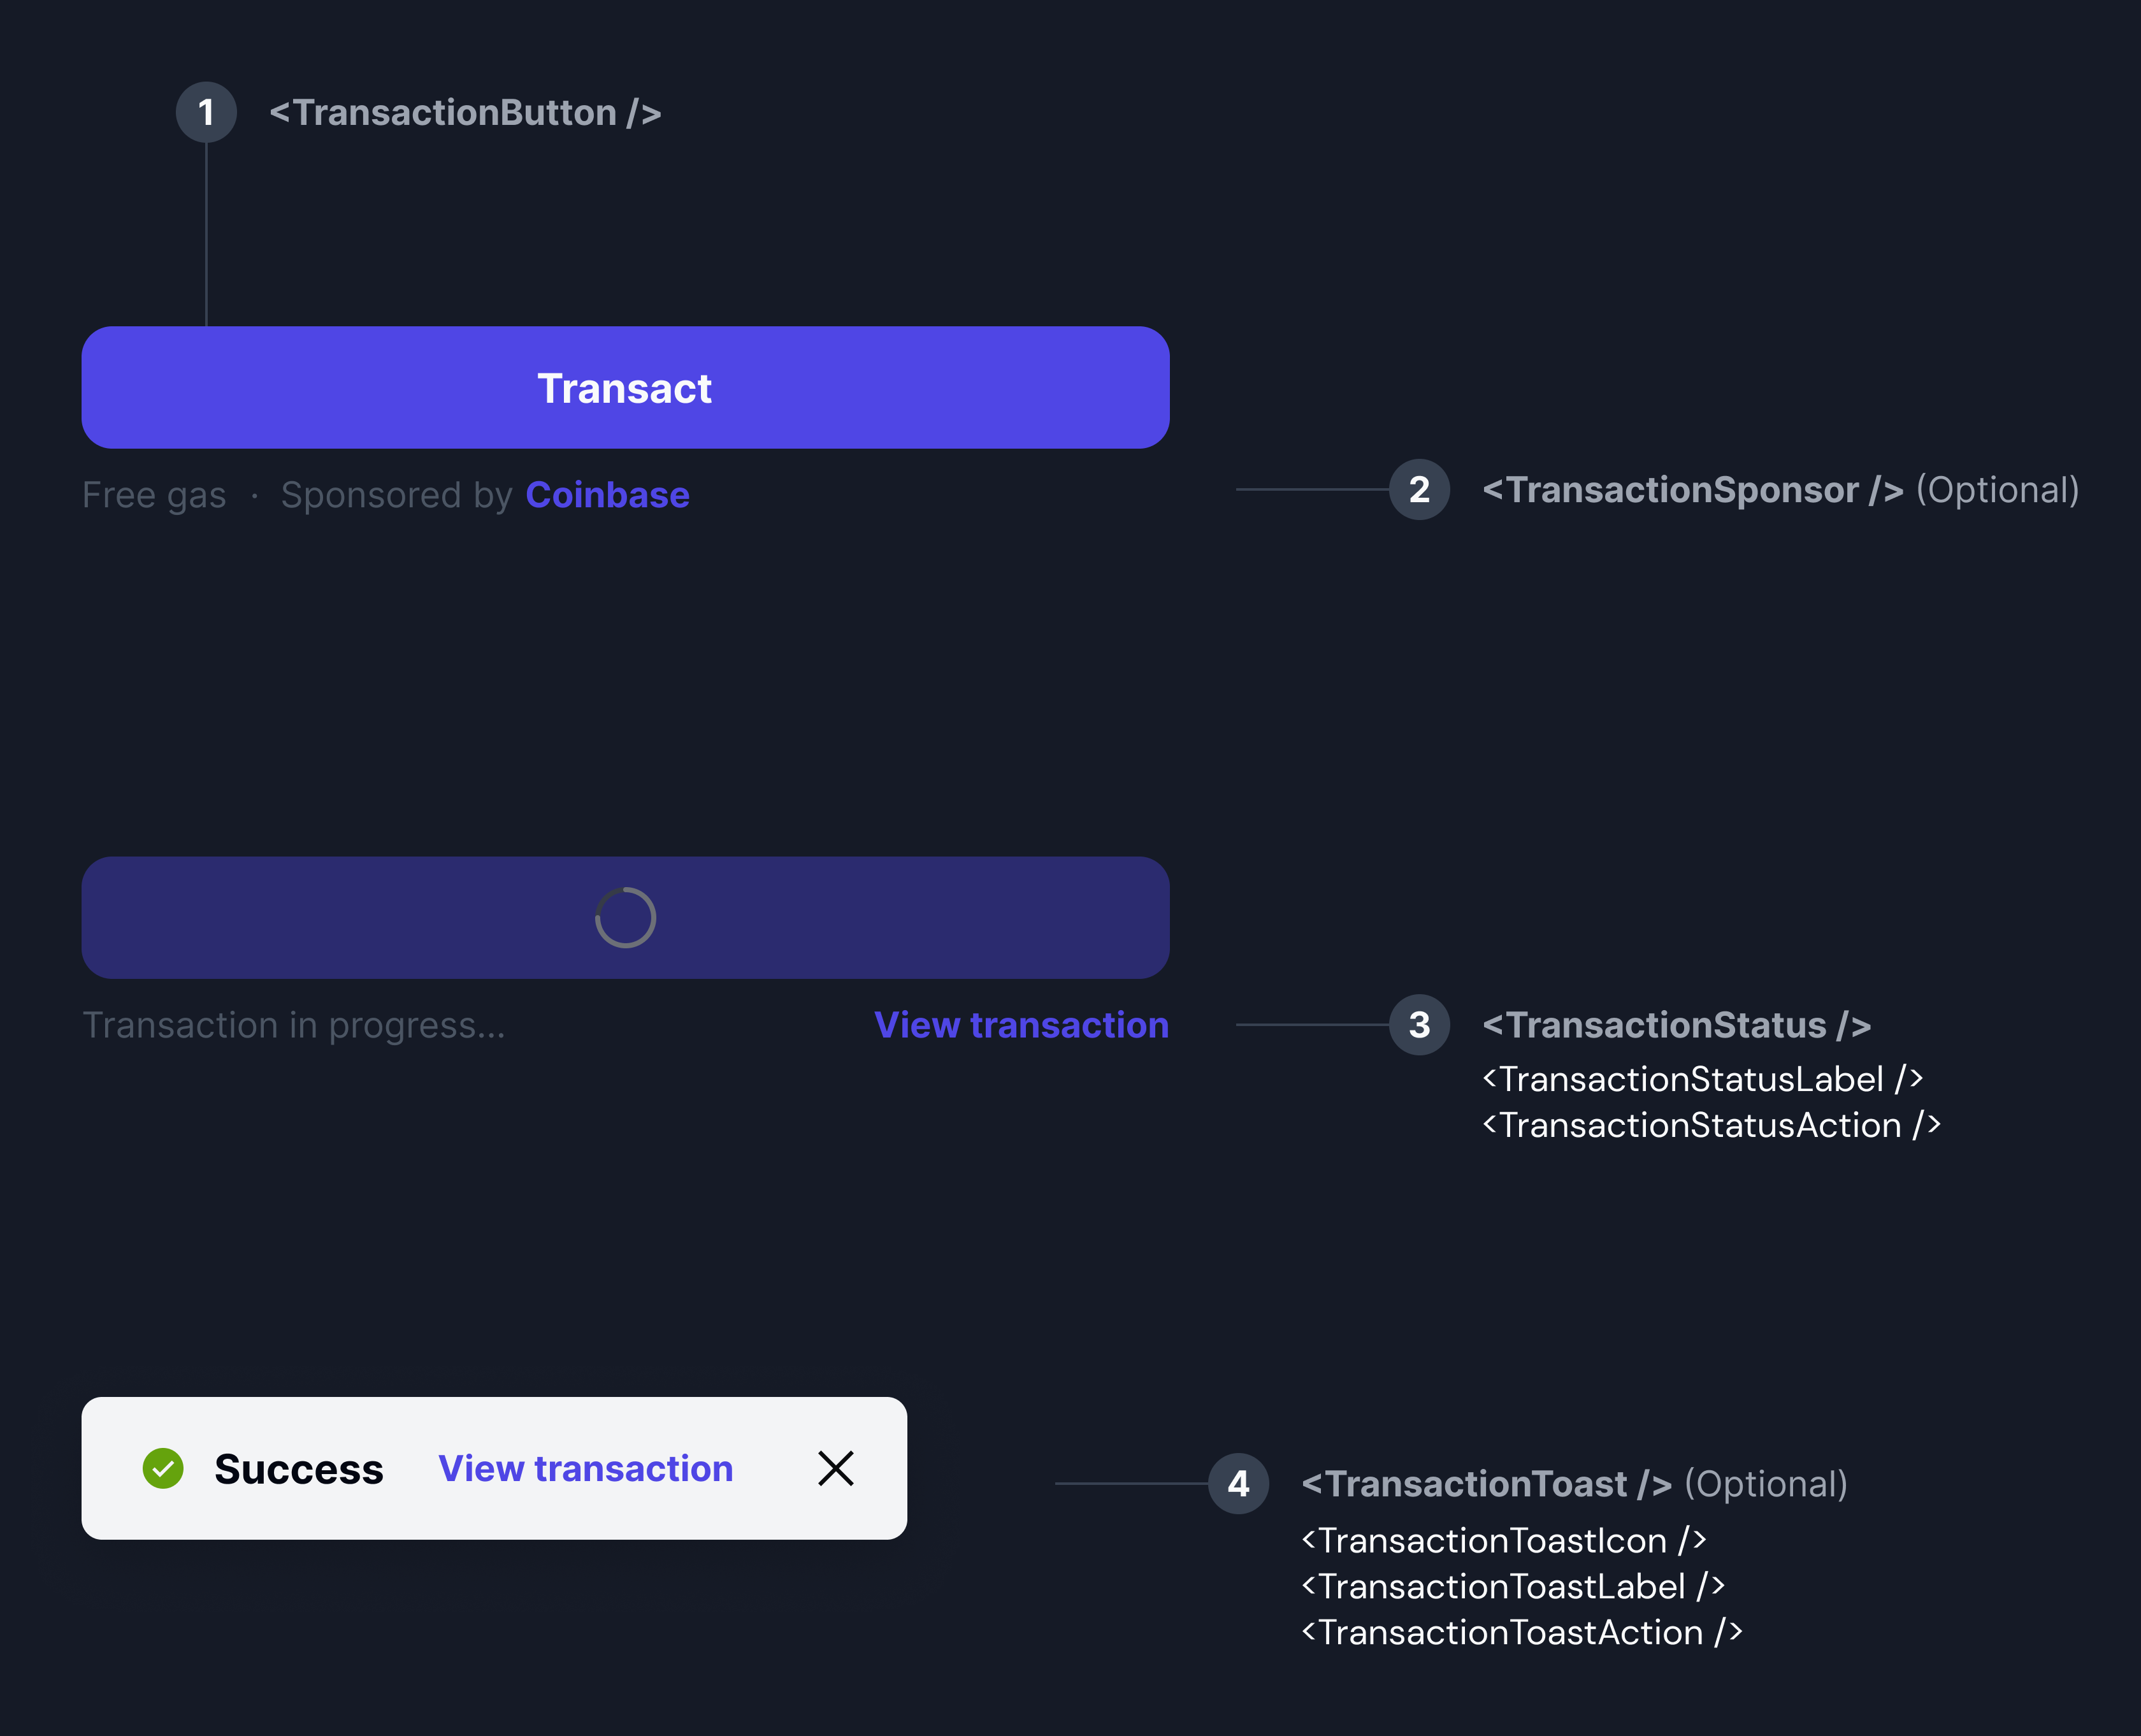 1 <TransactionButton />
Transact
Free gas · Sponsored by Coinbase
2 <TransactionSponsor /> (Optional)
Transaction in progress...
View transaction
3 <TransactionStatus />
<TransactionStatusLabel />
<TransactionStatusAction />
Success View transaction
4 <TransactionToast /> (Optional)
<TransactionToastIcon />
<TransactionToastLabel />
<TransactionToastAction />